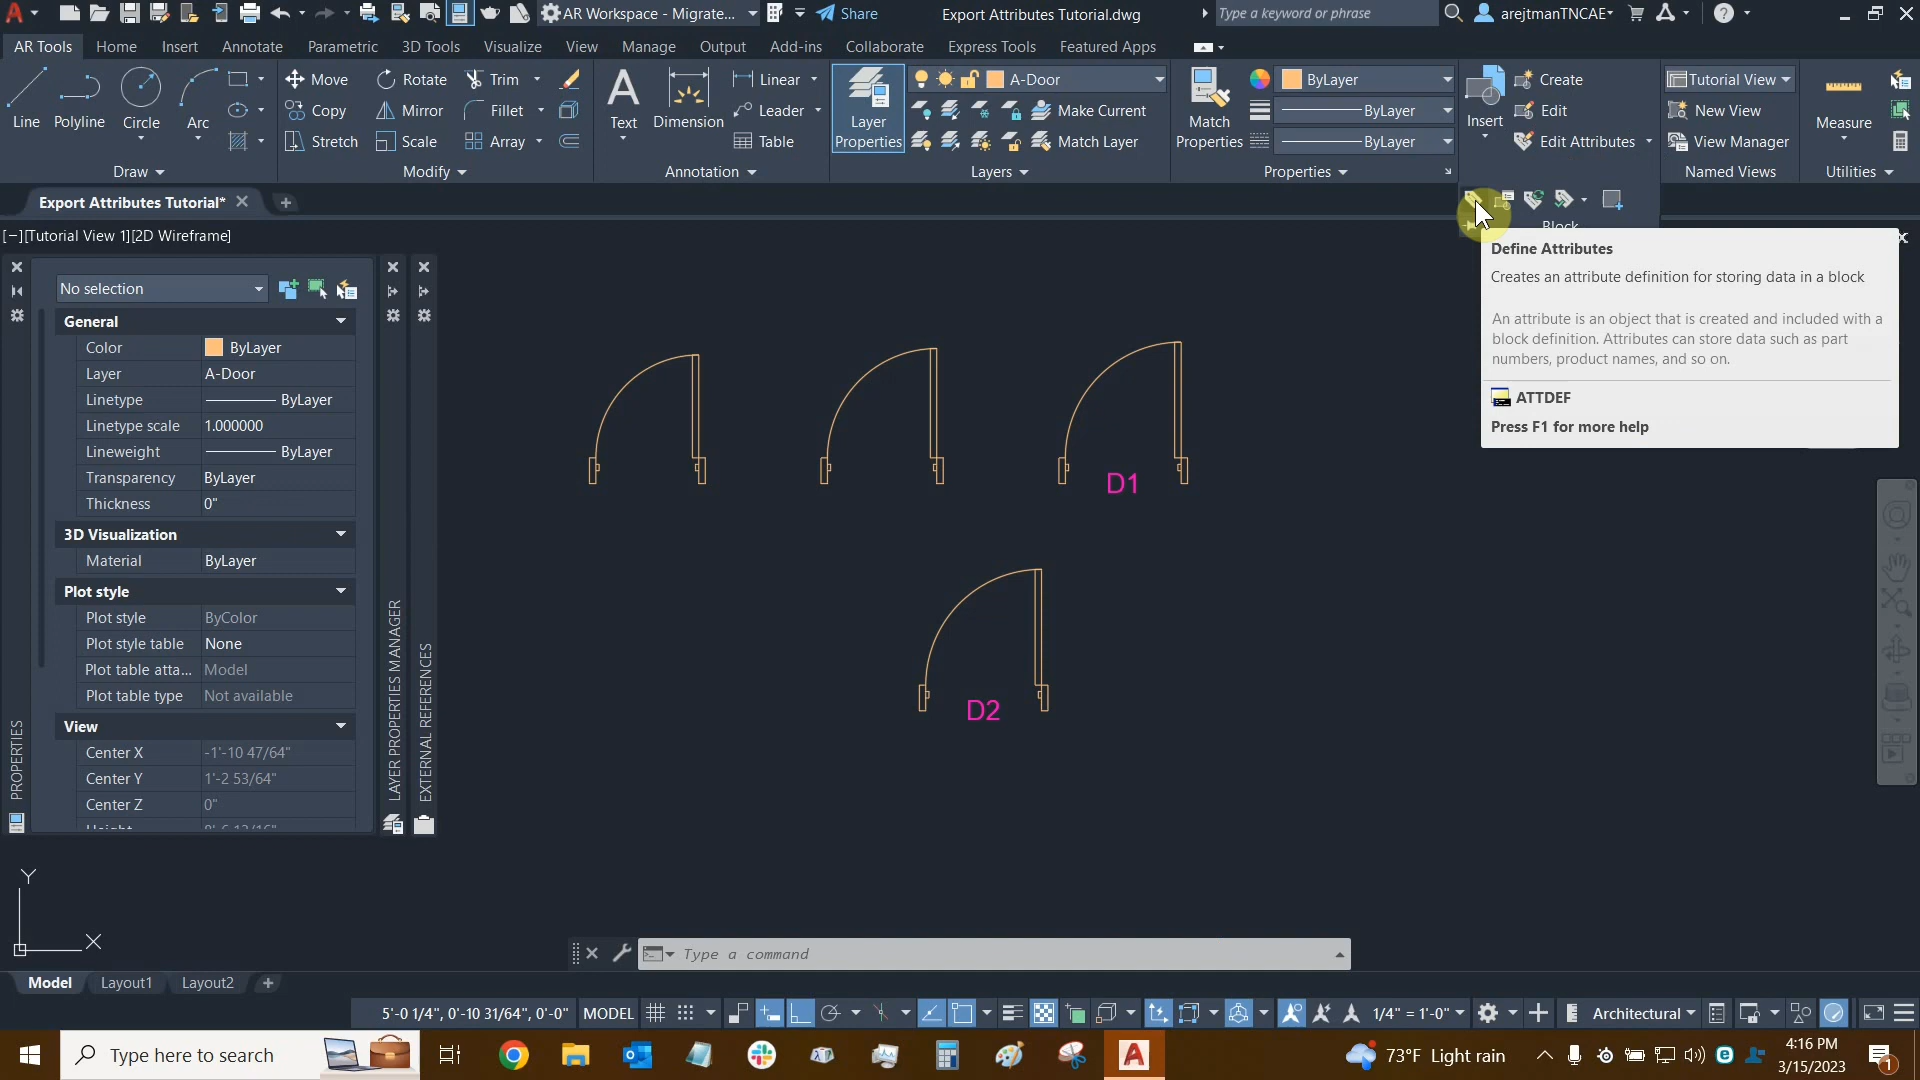 AR Workspace - Migrate...
Share
Export Attributes Tutorial.dwg
Type a keyword or phrase
arejtmanTNCAE
AR Tools
Home
Insert
Annotate
Parametric
3D Tools
Visualize
View
Manage
Output
Add-ins
Collaborate
Express Tools
Featured Apps
Line
Polyline
Circle
Arc
Draw
Move
Rotate
Trim
Copy
Mirror
Fillet
Stretch
Scale
Array
Modify
Text
Dimension
Linear
Leader
Table
Annotation
Layer
Properties
A-Door
Make Current
Match Layer
Layers
Match
Properties
ByLayer
ByLayer
ByLayer
Properties
Insert
Create
Edit
Edit Attributes
Block
Tutorial View
New View
View Manager
Named Views
Measure
Utilities
Export Attributes Tutorial*
[−][Tutorial View 1][2D Wireframe]
Define Attributes
Creates an attribute definition for storing data in a block
An attribute is an object that is created and included with a
block definition. Attributes can store data such as part
numbers, product names, and so on.
ATTDEF
Press F1 for more help
No selection
General
Color ByLayer
Layer A-Door
Linetype ByLayer
Linetype scale 1.000000
Lineweight ByLayer
Transparency ByLayer
Thickness 0"
3D Visualization
Material ByLayer
Plot style
Plot style ByColor
Plot style table None
Plot table atta... Model
Plot table type Not available
View
Center X -1'-10 47/64"
Center Y 1'-2 53/64"
Center Z 0"
PROPERTIES
LAYER PROPERTIES MANAGER
EXTERNAL REFERENCES
D1
D2
Y
X
Type a command
Model
Layout1
Layout2
5'-0 1/4", 0'-10 31/64", 0'-0"
MODEL
1/4" = 1'-0"
Architectural
Type here to search
73°F Light rain
4:16 PM
3/15/2023
1